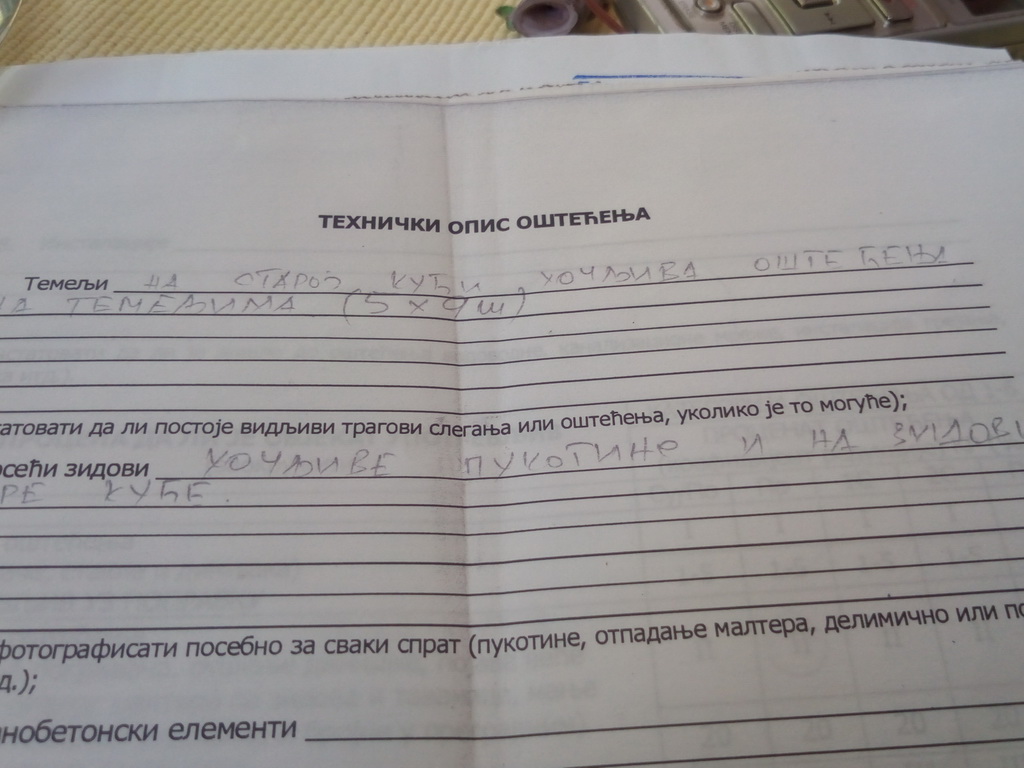 ТЕХНИЧКИ ОПИС ОШТЕЋЕЊА
Темељи НА СТАРОЈ КУЋИ, УОЧЉИВА ОШТЕЋЕЊА
НА ТЕМЕЉИМА (5 x 9 m)
татовати да ли постоје видљиви трагови слегања или оштећења, уколико је то могуће);
осећи зидови УОЧЉИВЕ ПУКОТИНЕ И НА ЗИДОВИ
РЕ КУЋЕ.
фотографисати посебно за сваки спрат (пукотине, отпадање малтера, делимично или по
д.);
нобетонски елементи